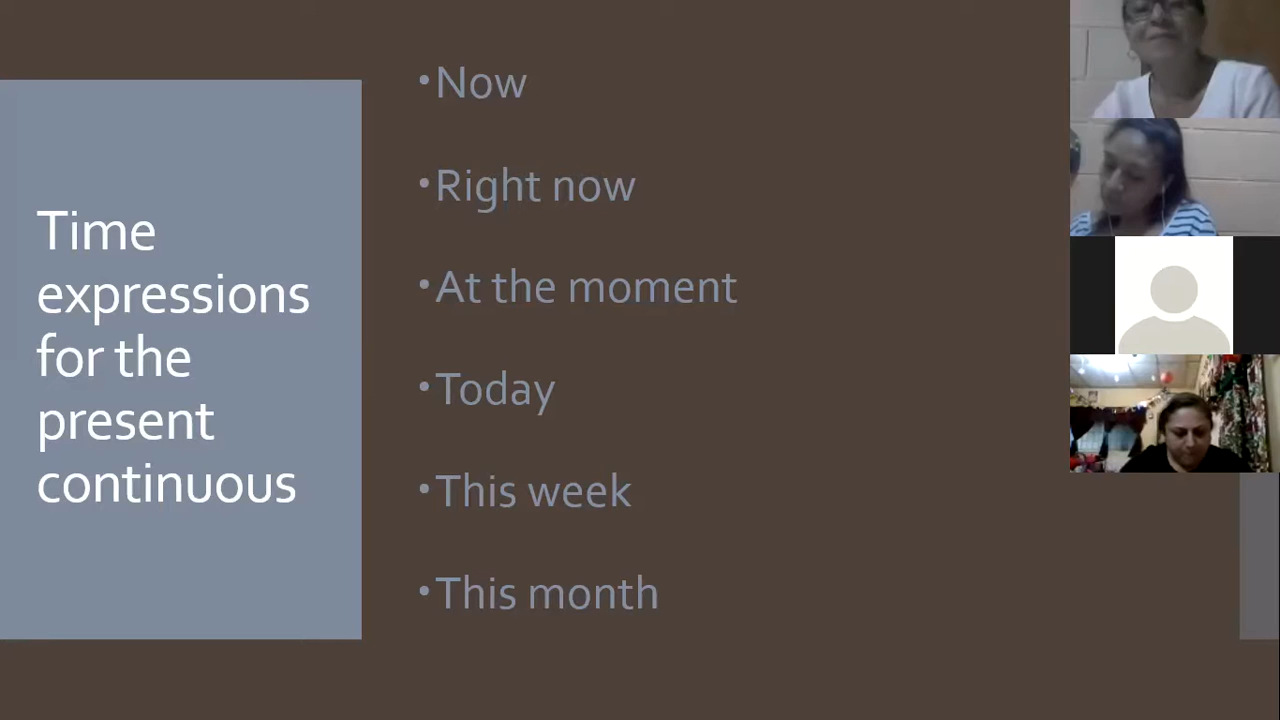 Time
expressions
for the
present
continuous
•Now
•Right now
•At the moment
•Today
•This week
•This month